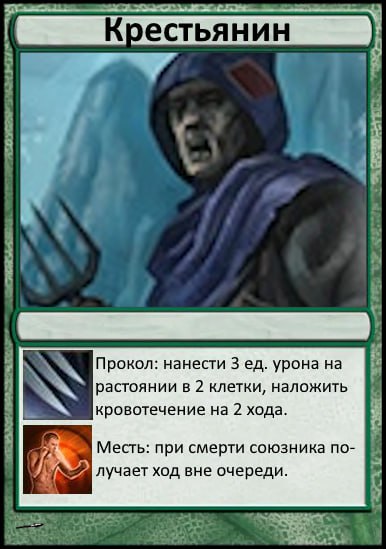 Крестьянин
Прокол: нанести 3 ед. урона на
растоянии в 2 клетки, наложить
кровотечение на 2 хода.
Месть: при смерти союзника по-
лучает ход вне очереди.